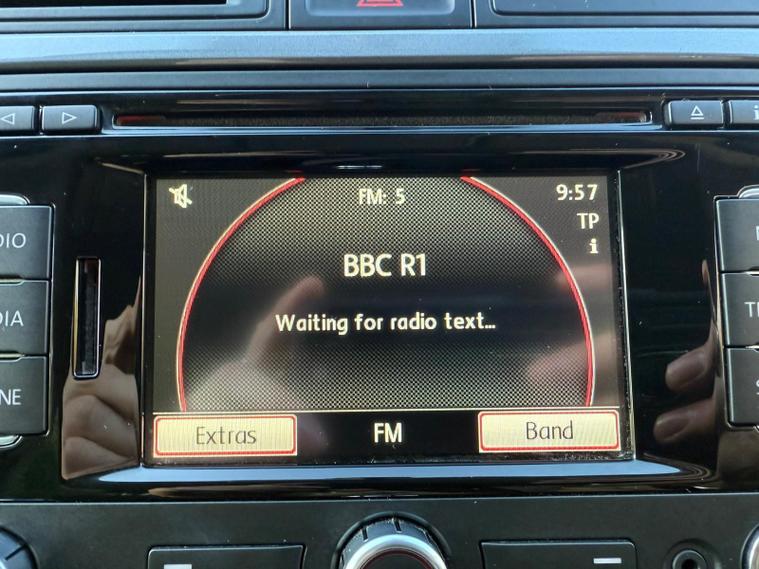 FM: 5
9:57
TP
i
BBC R1
Waiting for radio text...
Extras
FM
Band